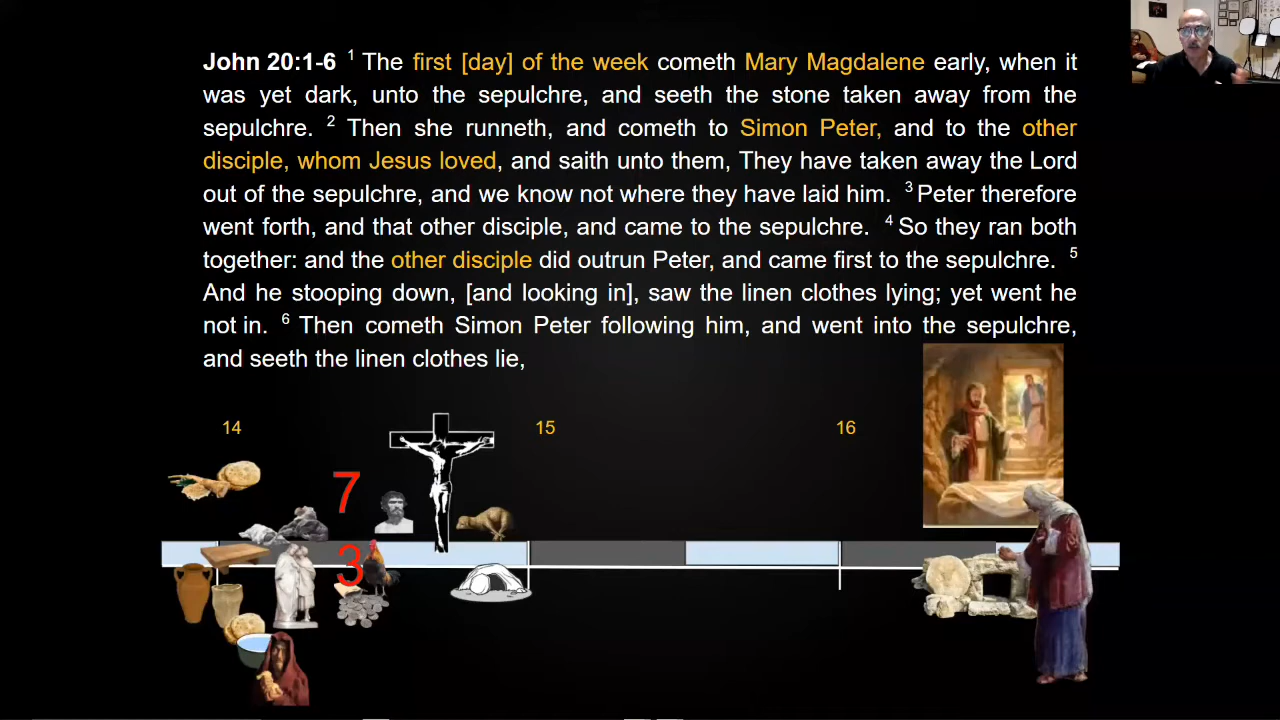 John 20:1-6 1 The first [day] of the week cometh Mary Magdalene early, when it
was yet dark, unto the sepulchre, and seeth the stone taken away from the
sepulchre. 2 Then she runneth, and cometh to Simon Peter, and to the other
disciple, whom Jesus loved, and saith unto them, They have taken away the Lord
out of the sepulchre, and we know not where they have laid him. 3 Peter therefore
went forth, and that other disciple, and came to the sepulchre. 4 So they ran both
together: and the other disciple did outrun Peter, and came first to the sepulchre. 5
And he stooping down, [and looking in], saw the linen clothes lying; yet went he
not in. 6 Then cometh Simon Peter following him, and went into the sepulchre,
and seeth the linen clothes lie,
14
15
16
7
3